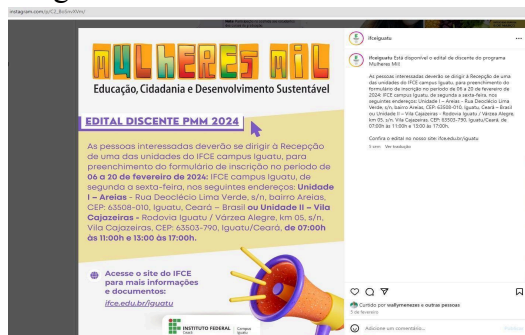 instagram.com/p/C2_BoSnvXVm/
MULHERES MIL
Educação, Cidadania e Desenvolvimento Sustentável
EDITAL DISCENTE PMM 2024
As pessoas interessadas deverão se dirigir à Recepção
de uma das unidades do IFCE campus Iguatu, para
preenchimento do formulário de inscrição no período de
06 a 20 de fevereiro de 2024: IFCE campus Iguatu, de
segunda a sexta-feira, nos seguintes endereços: Unidade
I – Areias - Rua Deoclécio Lima Verde, s/n, bairro Areias,
CEP: 63508-010, Iguatu, Ceará – Brasil ou Unidade II – Vila
Cajazeiras - Rodovia Iguatu / Várzea Alegre, km 05, s/n,
Vila Cajazeiras, CEP: 63503-790, Iguatu/Ceará, de 07:00h
às 11:00h e 13:00 às 17:00h.
Acesse o site do IFCE
para mais informações
e documentos:
ifce.edu.br/iguatu
INSTITUTO FEDERAL
Ceará
Campus
Iguatu
ifceiguatu
ifceiguatu Está disponível o edital de discente do programa
Mulheres Mil!
As pessoas interessadas deverão se dirigir à Recepção de uma
das unidades do IFCE campus Iguatu, para preenchimento do
formulário de inscrição no período de 06 a 20 de fevereiro de
2024: IFCE campus Iguatu, de segunda a sexta-feira, nos
seguintes endereços: Unidade I – Areias - Rua Deoclécio Lima
Verde, s/n, bairro Areias, CEP: 63508-010, Iguatu, Ceará – Brasil
ou Unidade II – Vila Cajazeiras - Rodovia Iguatu / Várzea Alegre,
km 05, s/n, Vila Cajazeiras, CEP: 63503-790, Iguatu/Ceará, de
07:00h às 11:00h e 13:00 às 17:00h.
Confira o edital no nosso site: ifce.edu.br/iguatu
Ver tradução
Curtido por wallymenezes e outras pessoas
5 de fevereiro
Adicione um comentário...